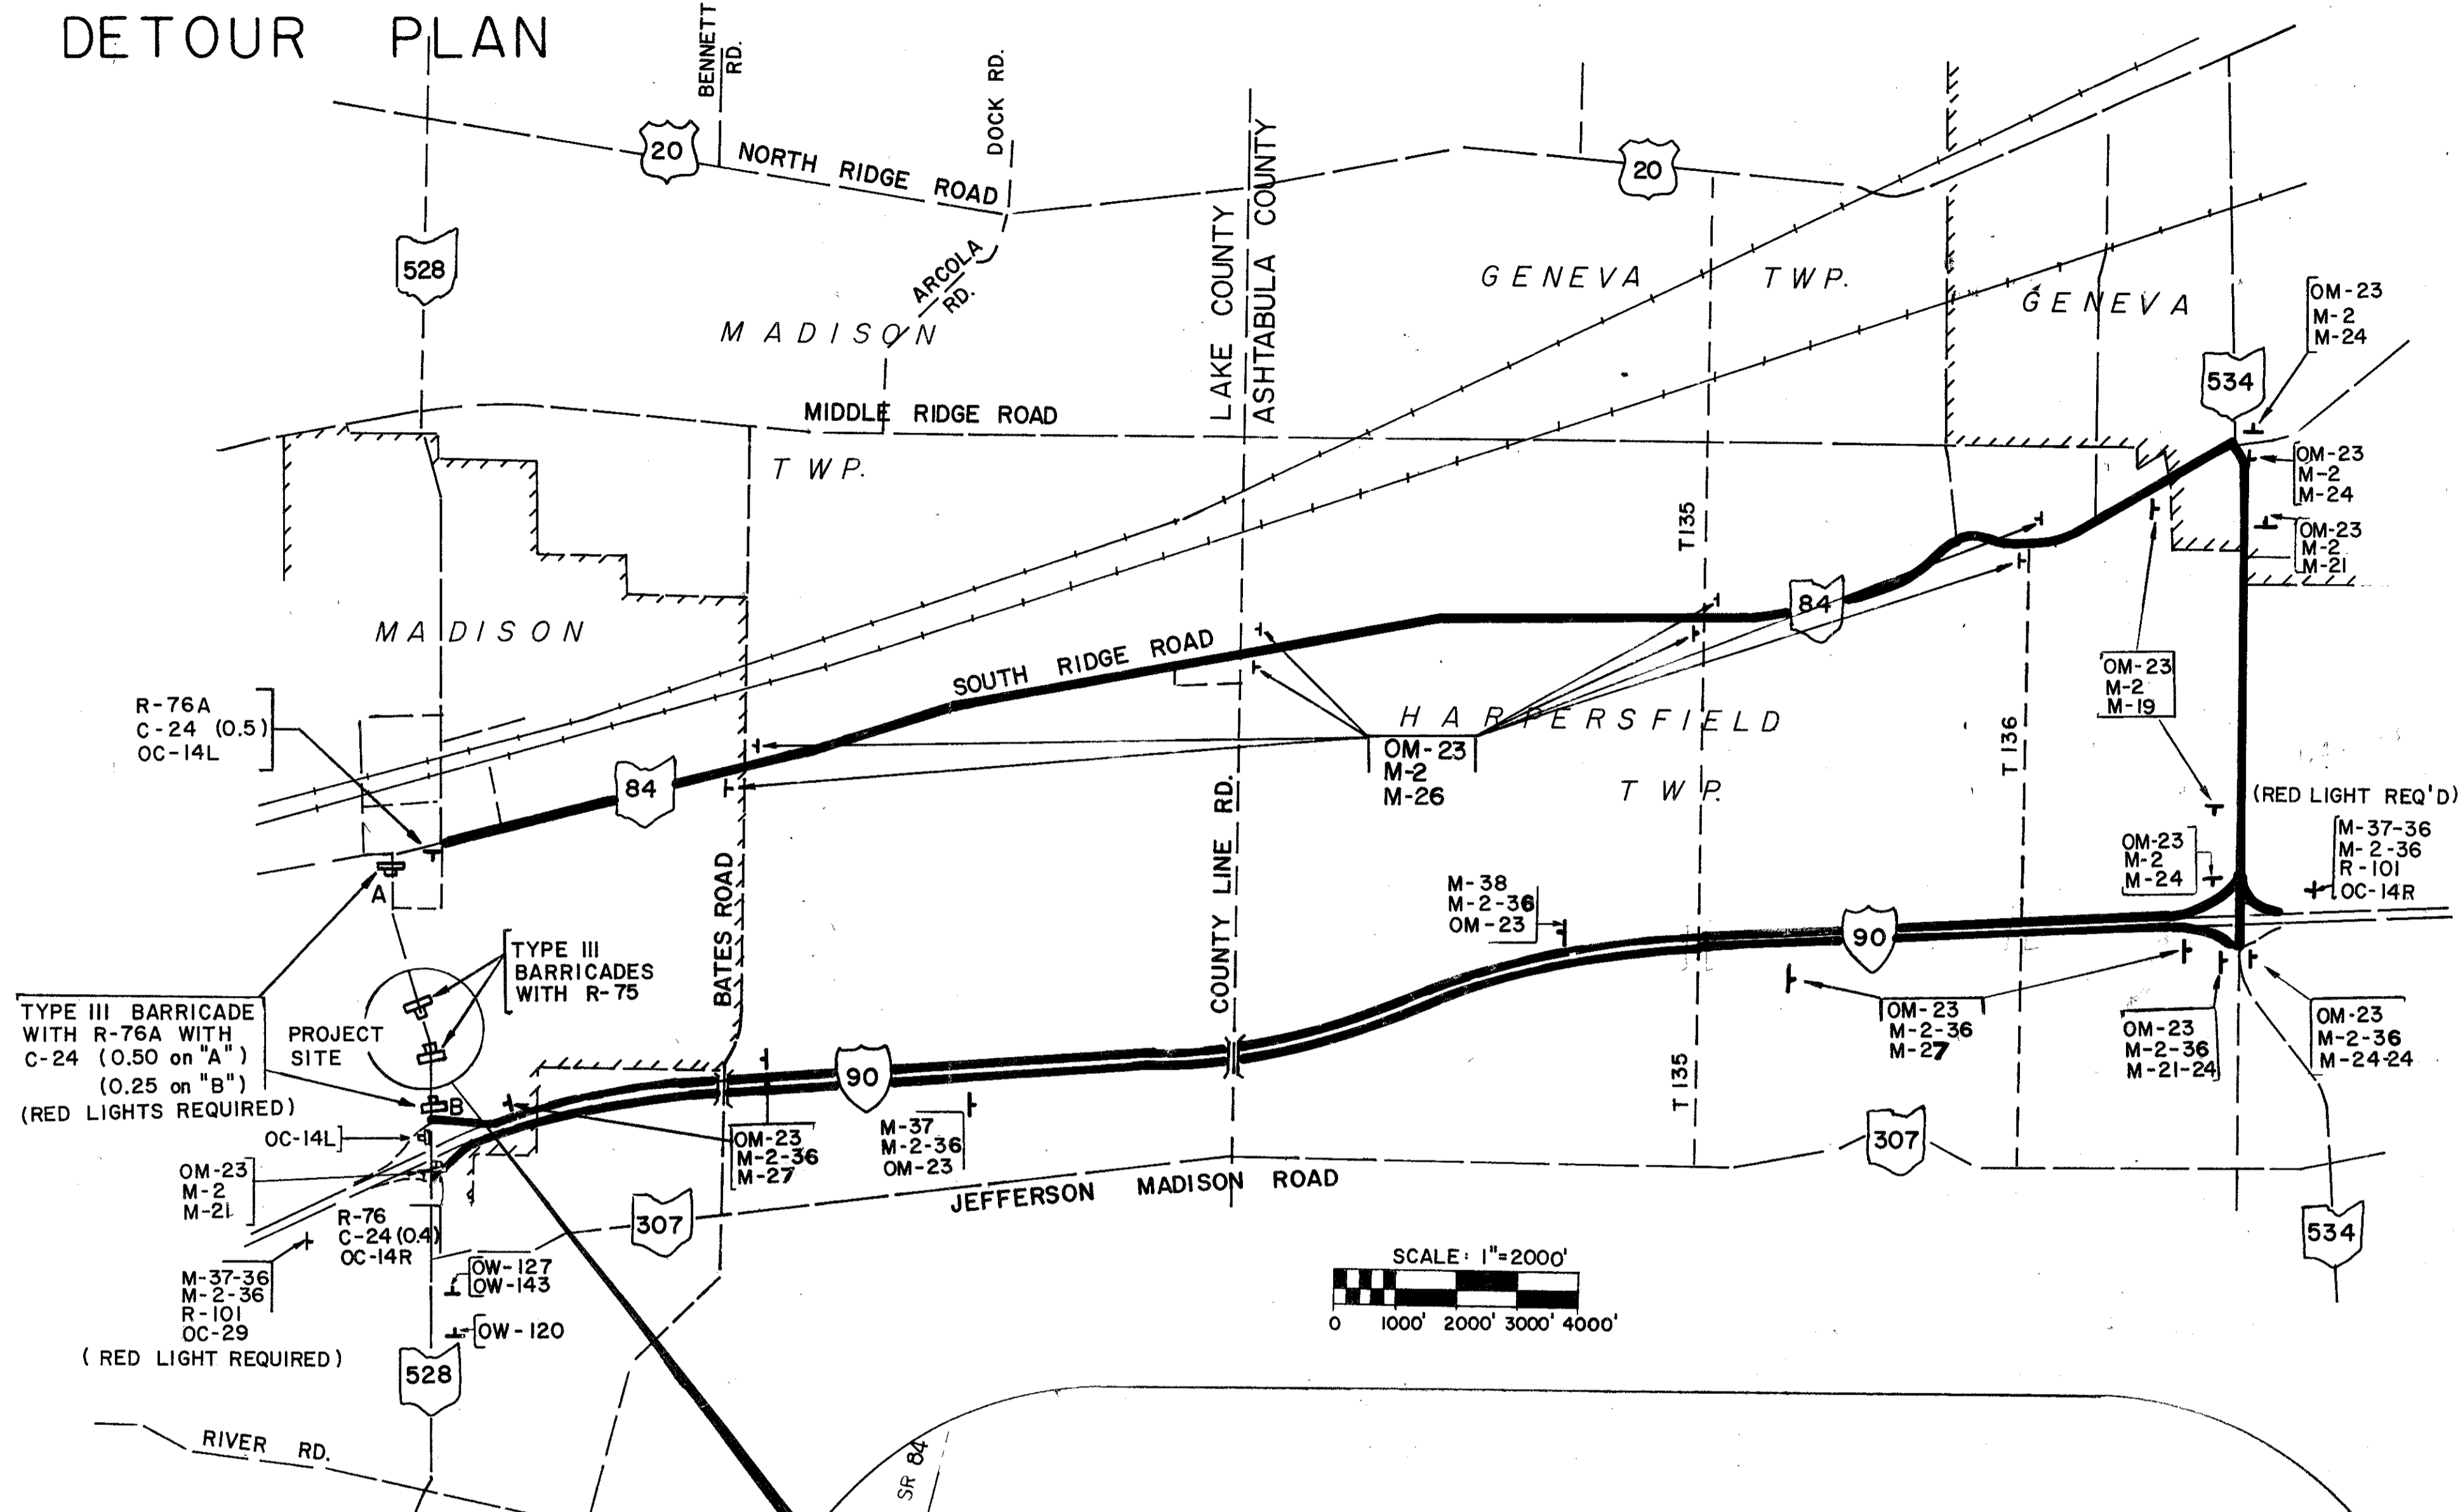 DETOUR PLAN
BENNETT
RD.
DOCK RD.
20
NORTH RIDGE ROAD
20
LAKE COUNTY
ASHTABULA COUNTY
528
ARCOLA
RD.
MADISON
GENEVA TWP.
GENEVA
OM-23
M-2
M-24
534
MIDDLE RIDGE ROAD
TWP.
OM-23
M-2
M-24
OM-23
M-2
M-21
T135
MADISON
84
SOUTH RIDGE ROAD
OM-23
M-2
M-19
R-76A
C-24 (0.5)
OC-14L
HARPERSFIELD
OM-23
M-2
M-26
T136
84
TWP.
COUNTY LINE RD.
(RED LIGHT REQ'D)
M-37-36
M-2-36
R-101
OC-14R
OM-23
M-2
M-24
A
BATES ROAD
M-38
M-2-36
OM-23
90
TYPE III
BARRICADES
WITH R-75
TYPE III BARRICADE
WITH R-76A WITH
C-24 (0.50 on "A")
(0.25 on "B")
(RED LIGHTS REQUIRED)
PROJECT
SITE
OM-23
M-2-36
M-27
OM-23
M-2-36
M-21-24
OM-23
M-2-36
M-24-24
90
T135
B
OC-14L
OM-23
M-2-36
M-27
M-37
M-2-36
OM-23
307
OM-23
M-2
M-21
JEFFERSON MADISON ROAD
R-76
C-24 (0.4)
OC-14R
307
534
M-37-36
M-2-36
R-101
OC-29
(RED LIGHT REQUIRED)
OW-127
OW-143
SCALE: 1"=2000'
0 1000' 2000' 3000' 4000'
OW-120
528
RIVER RD.
SR 84